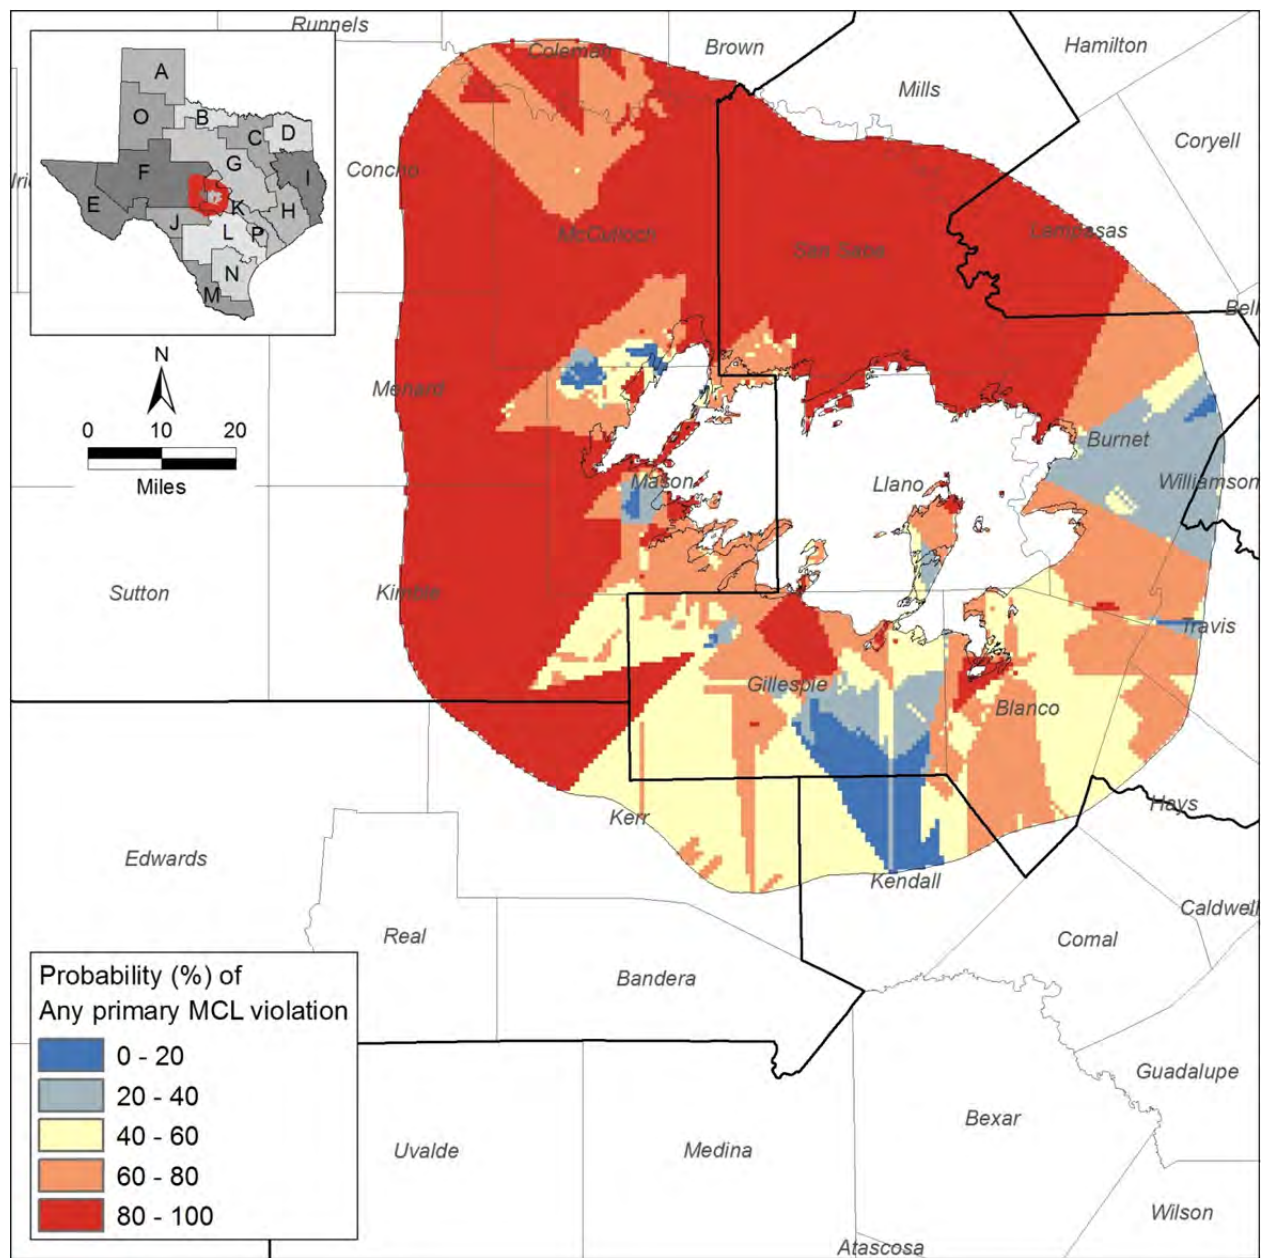 Runnels
Coleman
Brown
Hamilton
Mills
Coryell
Concho
McCulloch
San Saba
Lampasas
Bell
A
O
B
C
D
F
G
I
E
K
H
J
L
P
N
M
N
0 10 20
Miles
Menard
Burnet
Mason
Llano
Williamson
Sutton
Kimble
Travis
Gillespie
Blanco
Kerr
Hays
Edwards
Kendall
Caldwell
Real
Comal
Bandera
Guadalupe
Bexar
Uvalde
Medina
Wilson
Atascosa
Probability (%) of
Any primary MCL violation
0 - 20
20 - 40
40 - 60
60 - 80
80 - 100